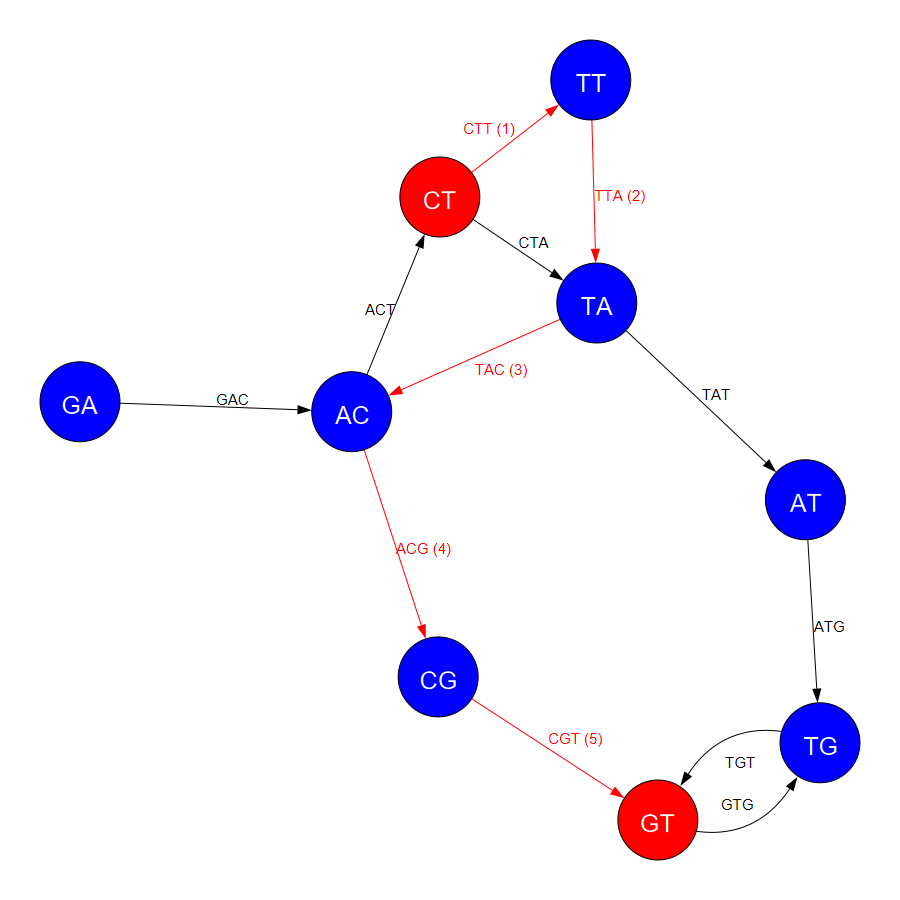 TT
CTT (1)
CT
TTA (2)
CTA
TA
ACT
TAC (3)
TAT
GA
GAC
AC
AT
ACG (4)
ATG
CG
CGT (5)
TG
TGT
GTG
GT